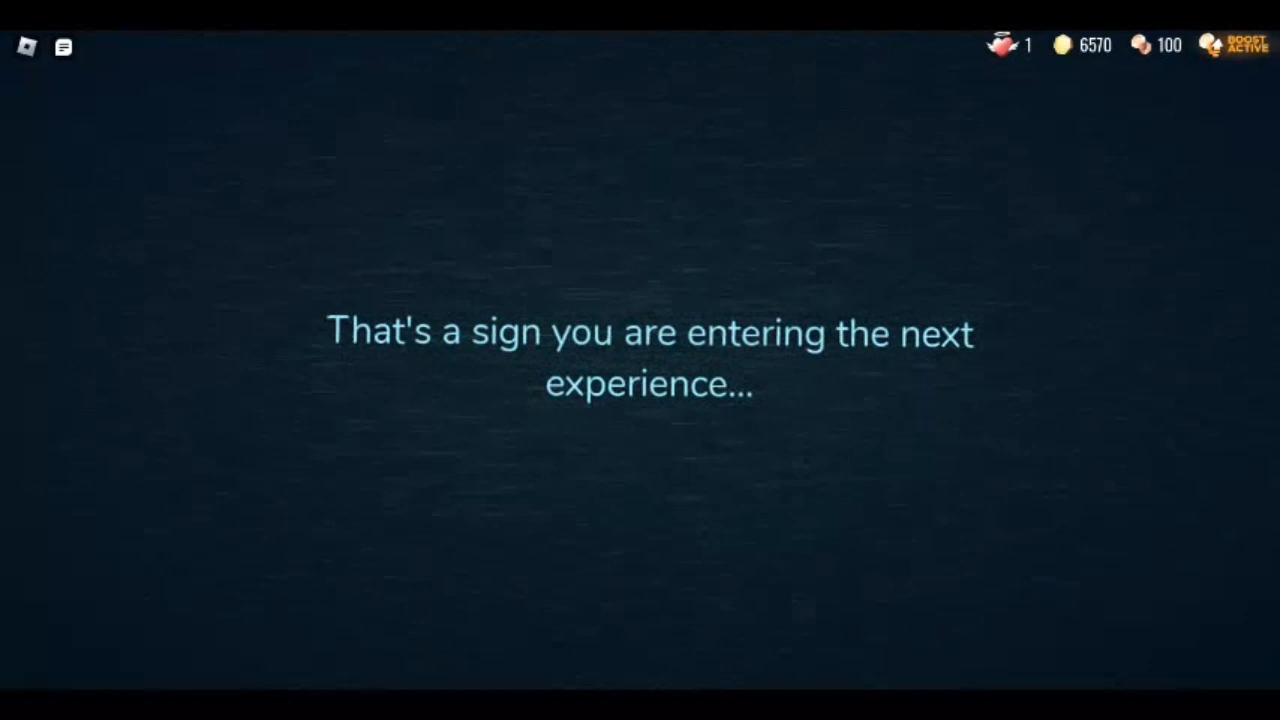 1 6570 100 BOOST
ACTIVE
That's a sign you are entering the next
experience...